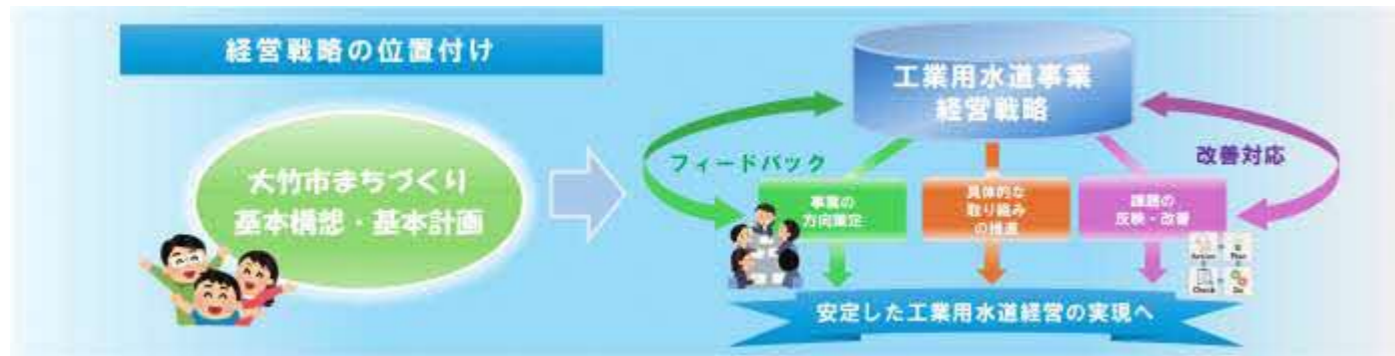 経営戦略の位置付け
大竹市まちづくり
基本構想・基本計画
工業用水道事業
経営戦略
フィードバック
改善対応
事業の
方向策定
具体的な
取り組み
の推進
課題の
反映・改善
Action
Plan
Check
Do
安定した工業用水道経営の実現へ